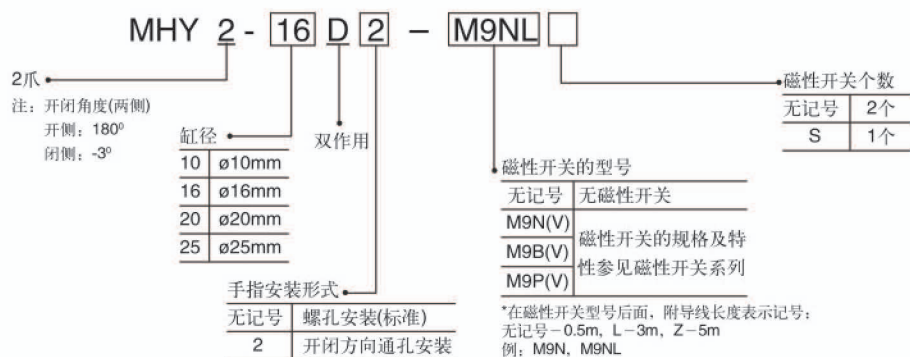 MHY 2 - 16 D 2 - M9NL
2爪
注：开闭角度(两侧)
开侧：180⁰
闭侧：-3⁰
缸径
10 ø10mm
16 ø16mm
20 ø20mm
25 ø25mm
双作用
手指安装形式
无记号 螺孔安装(标准)
2 开闭方向通孔安装
磁性开关的型号
无记号 无磁性开关
M9N(V)
M9B(V)
M9P(V)
磁性开关的规格及特
性参见磁性开关系列
*在磁性开关型号后面，附导线长度表示记号；
无记号－0.5m，L－3m，Z－5m
例；M9N，M9NL
磁性开关个数
无记号 2个
S 1个